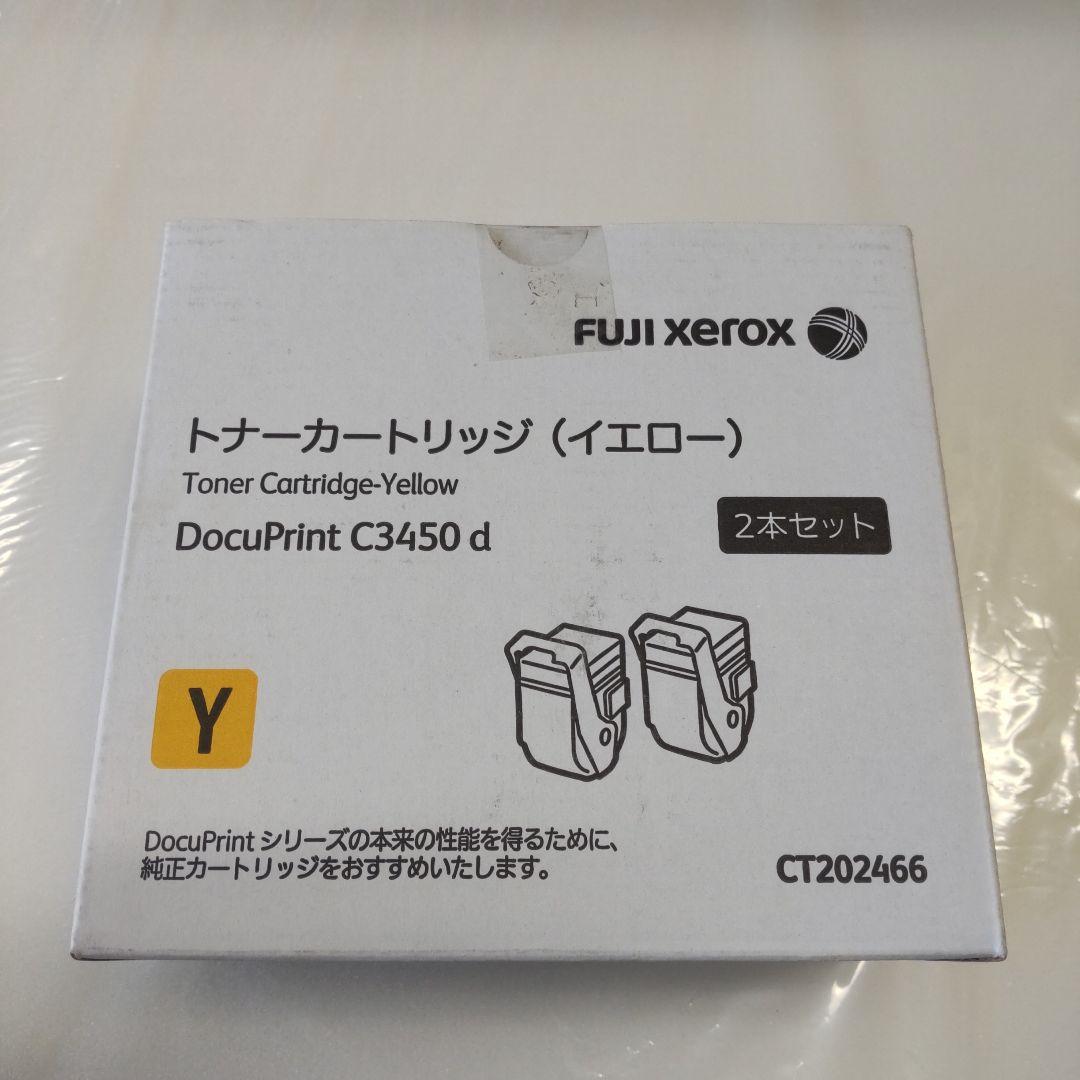 FUJI xerox
トナーカートリッジ（イエロー）
Toner Cartridge-Yellow
DocuPrint C3450 d
2本セット
Y
DocuPrint シリーズの本来の性能を得るために、
純正カートリッジをおすすめいたします。
CT202466